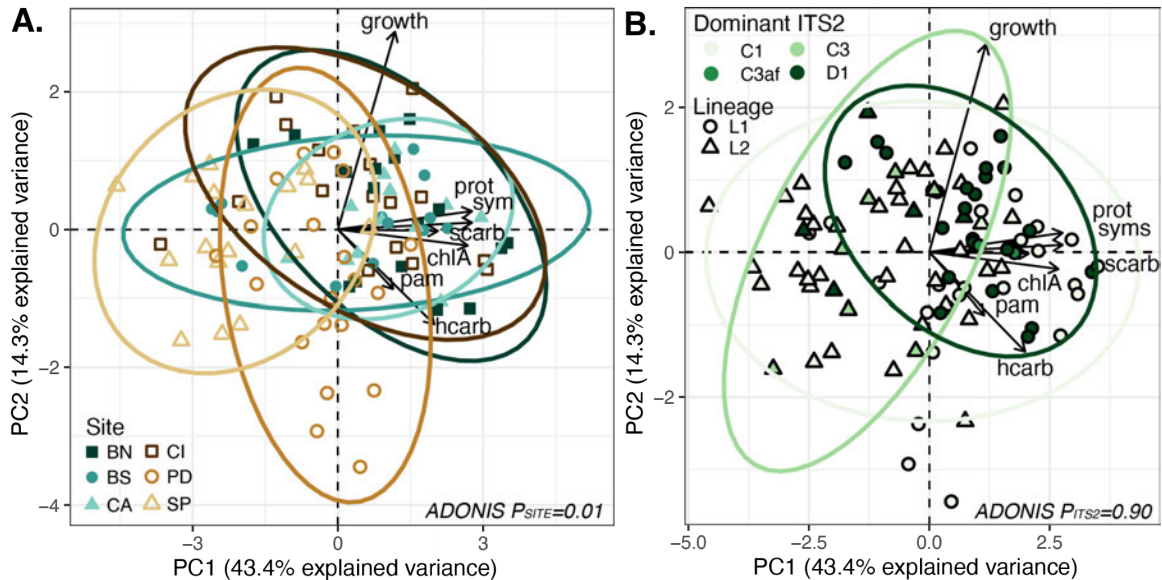 A.
growth
prot
sym
scarb
chlA
pam
hcarb
2
0
−2
−4
−3
0
3
PC2 (14.3% explained variance)
PC1 (43.4% explained variance)
Site
BN CI
BS PD
CA SP
ADONIS PSITE=0.01
B.
Dominant ITS2
C1 C3
C3af D1
Lineage
L1
L2
growth
prot
syms
scarb
chlA
pam
hcarb
2
0
−2
−5.0
−2.5
0.0
2.5
PC2 (14.3% explained variance)
PC1 (43.4% explained variance)
ADONIS PITS2=0.90